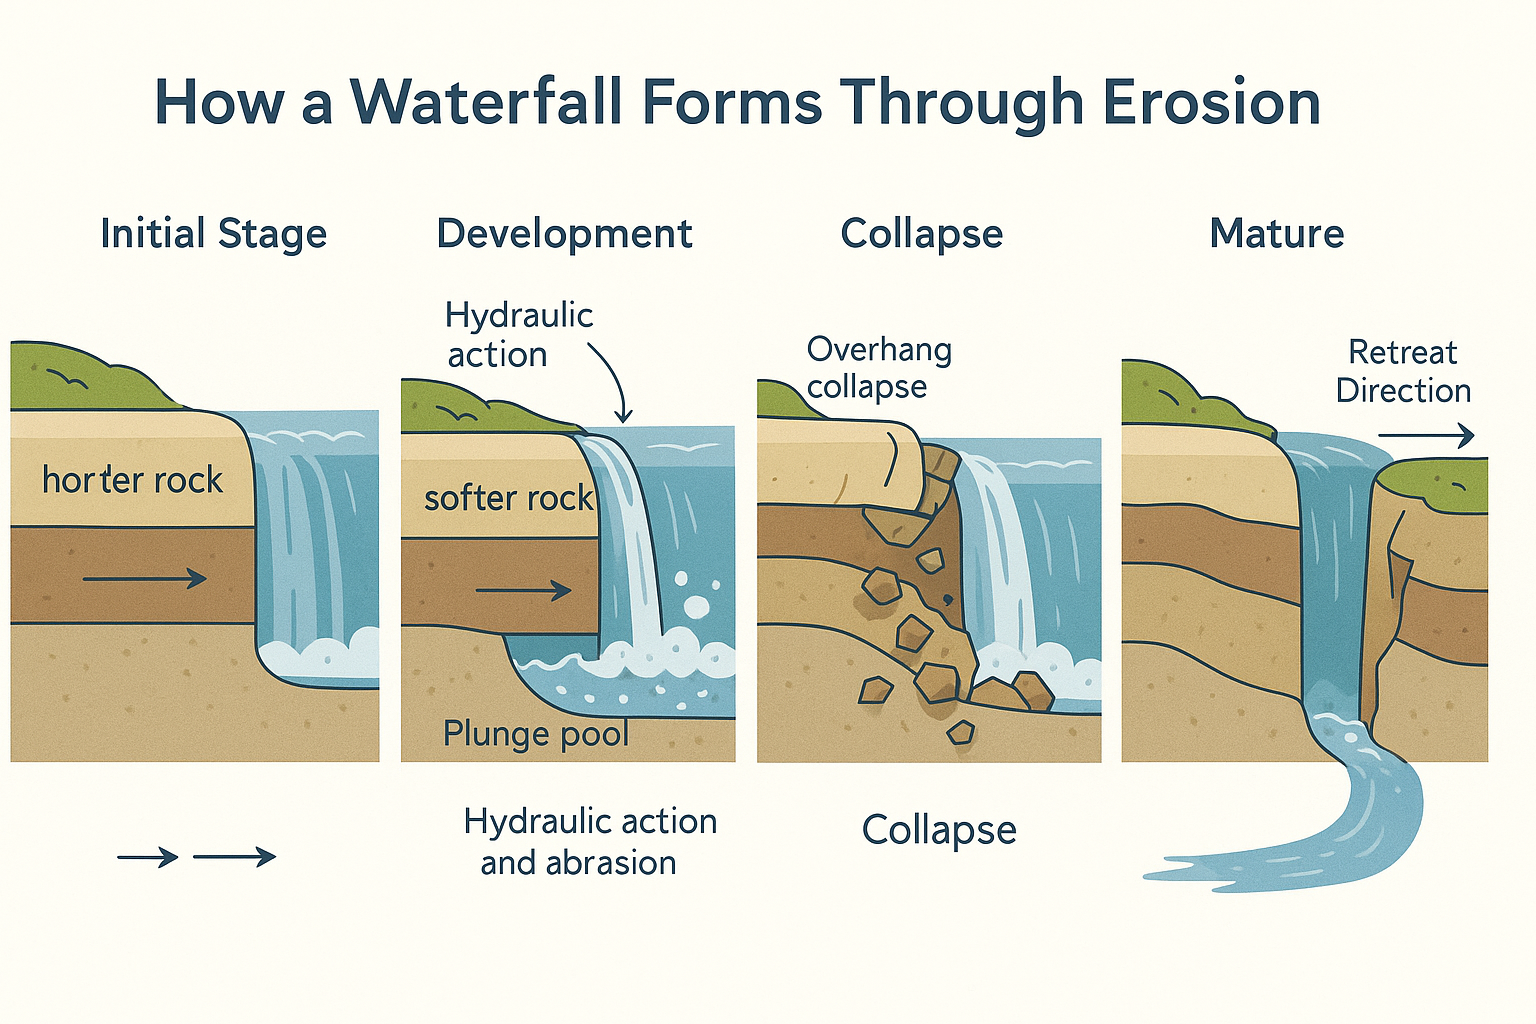 How a Waterfall Forms Through Erosion
Initial Stage
Development
Collapse
Mature
Hydraulic
action
Overhang
collapse
Retreat
Direction
horter rock
softer rock
Plunge pool
Hydraulic action
and abrasion
Collapse